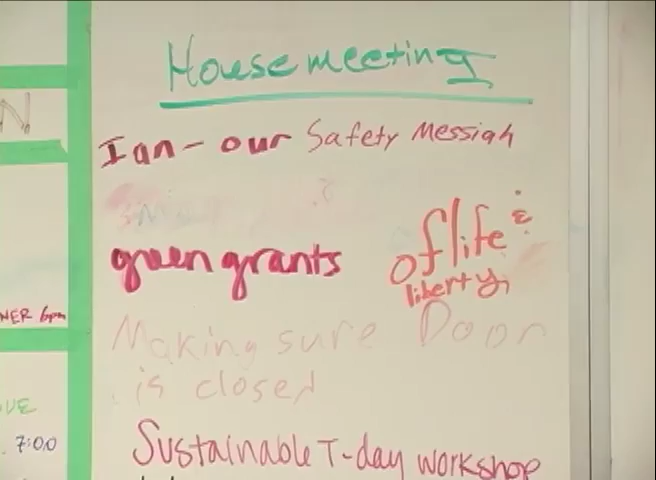 House meeting
Ian - our Safety Messiah
green grants
of life &
liberty,
Making sure Door
is closed
Sustainable T-day workshop
N
NER 6pm
7:00